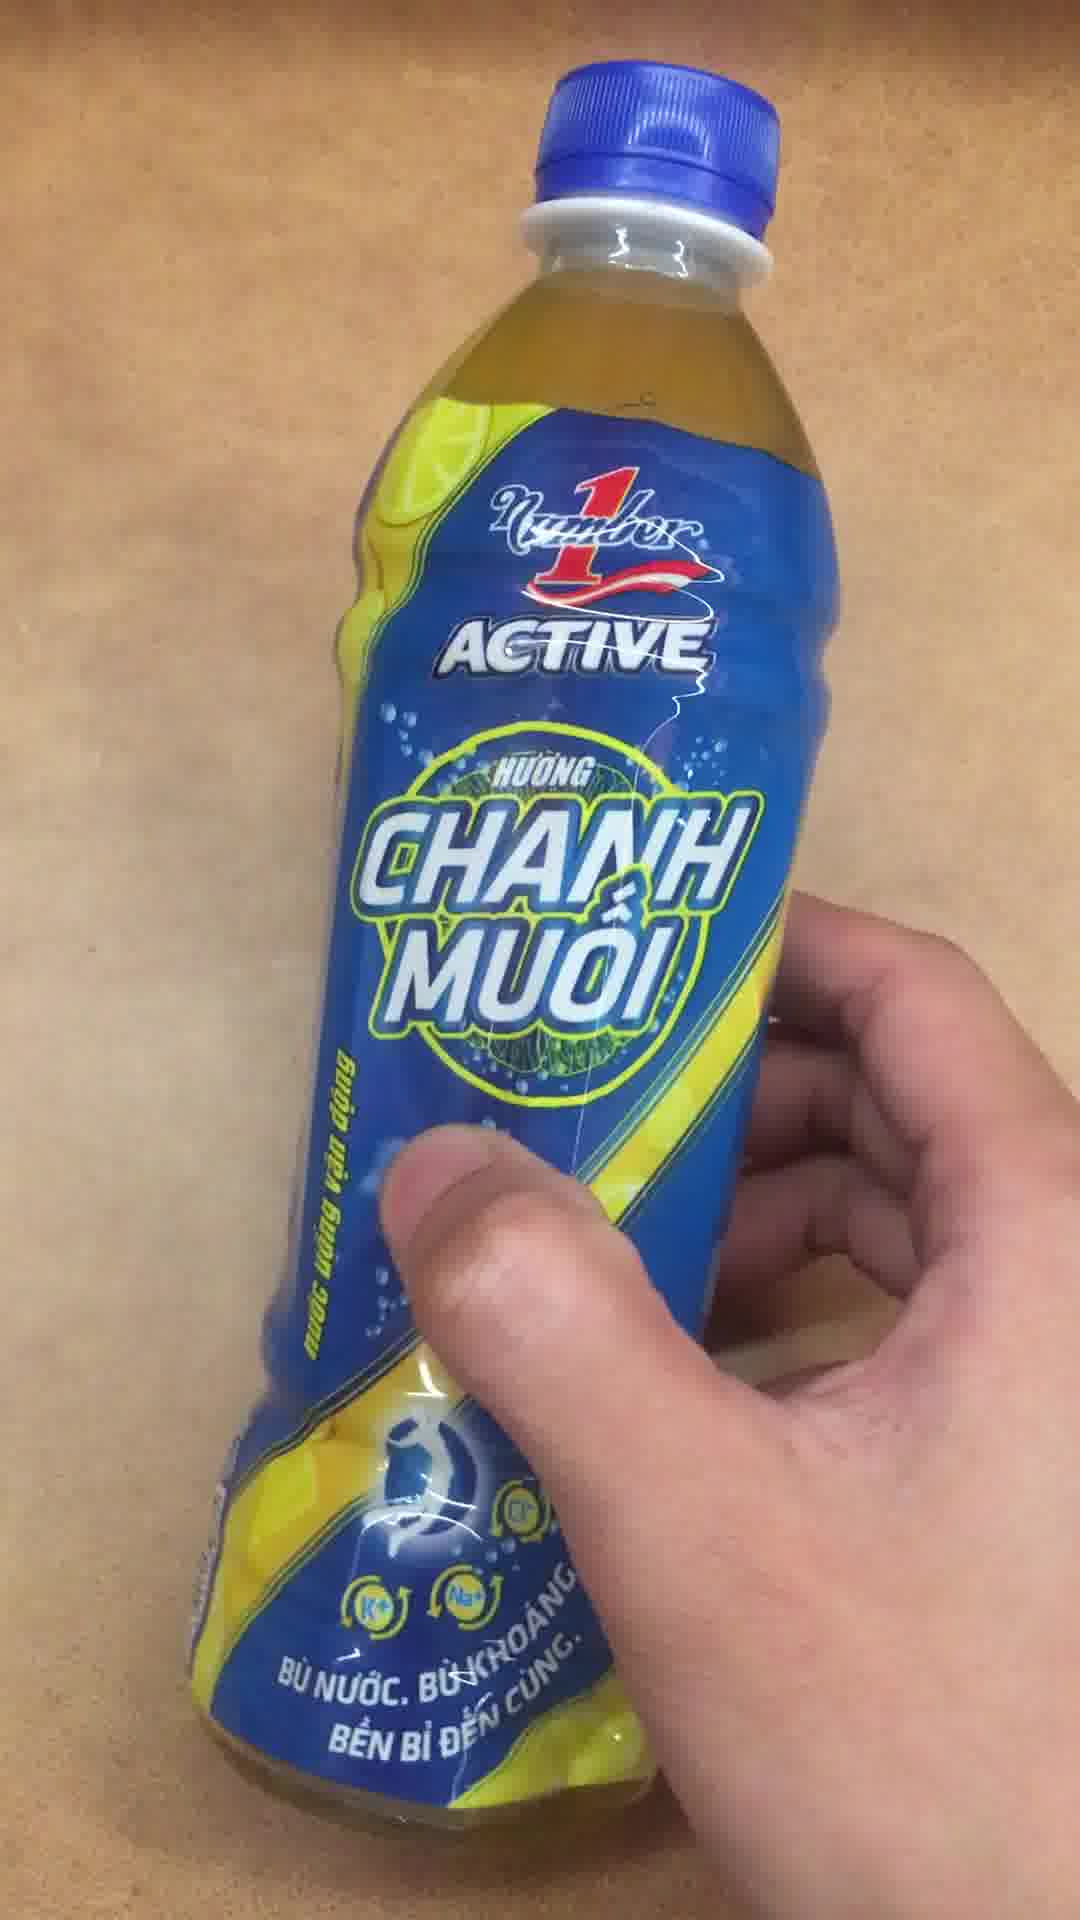 Number 1
ACTIVE
HƯƠNG
CHANH
MUỐI
nước uống vận động
Cl-
K+
Na+
BÙ NƯỚC. BÙ KHOÁNG.
BỀN BỈ ĐẾN CÙNG.